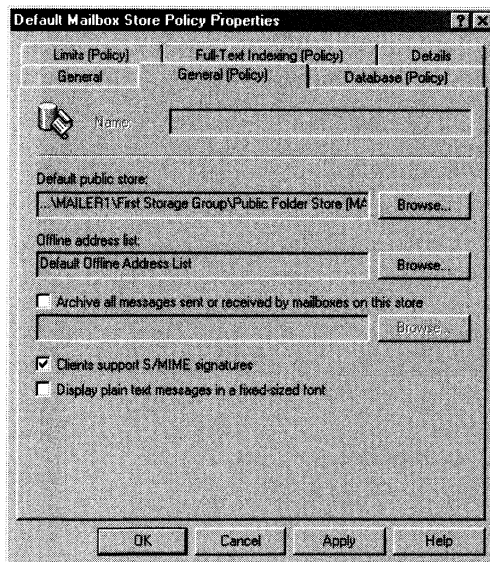 Default Mailbox Store Policy Properties
Limits (Policy) Full-Text Indexing (Policy) Details
General General (Policy) Database (Policy)
Name:
Default public store:
...\MAILER1\First Storage Group\Public Folder Store (MA Browse...
Offline address list:
Default Offline Address List Browse...
Archive all messages sent or received by mailboxes on this store
Browse...
Clients support S/MIME signatures
Display plain text messages in a fixed-sized font
OK Cancel Apply Help